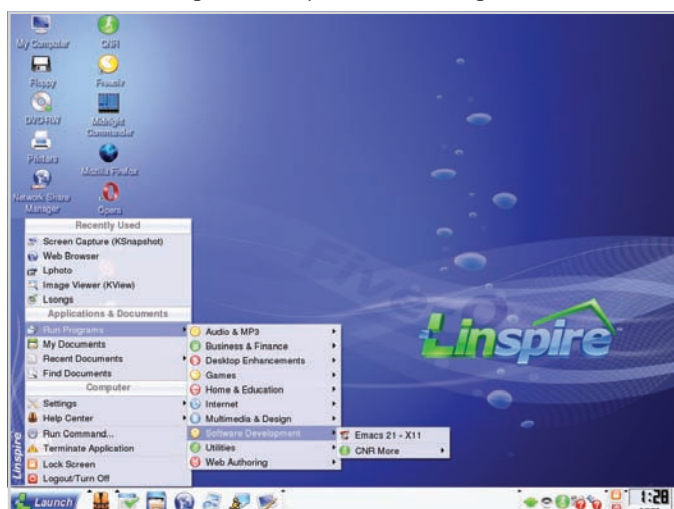 My Computer
CNR
Floppy
DVD-RW
Midnight
Commander
Printers
Mozilla Firefox
Network Share
Manager
Opera
Recently Used
Screen Capture (KSnapshot)
Web Browser
Lphoto
Image Viewer (KView)
Lsongs
Applications & Documents
Run Programs
My Documents
Recent Documents
Find Documents
Computer
Settings
Help Center
Run Command...
Terminate Application
Lock Screen
Logout/Turn Off
Linspire
Audio & MP3
Business & Finance
Desktop Enhancements
Games
Home & Education
Internet
Multimedia & Design
Software Development
Utilities
Web Authoring
Emacs 21 - X11
CNR More
Five-O
Linspire
Launch
1:28